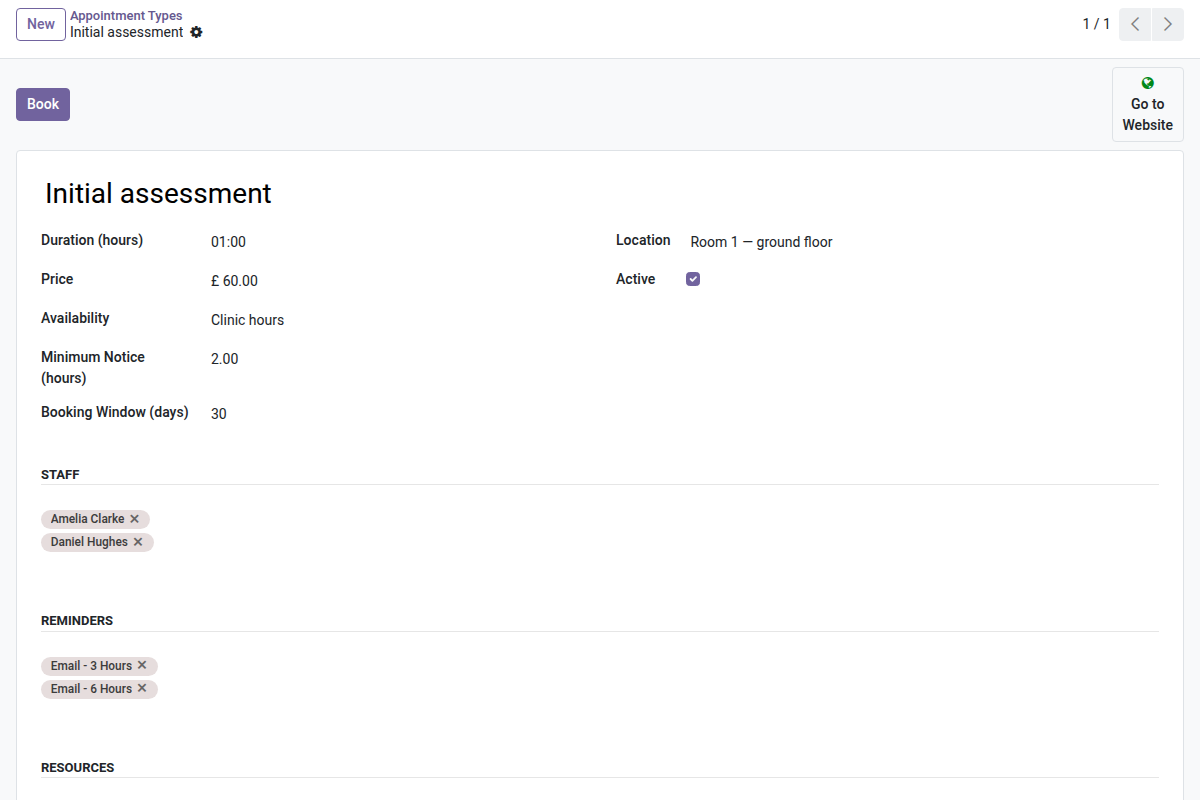 New
Appointment Types
Initial assessment
1 / 1
Book
Go to
Website
Initial assessment
Duration (hours) 01:00
Location Room 1 — ground floor
Price £ 60.00
Active
Availability Clinic hours
Minimum Notice
(hours) 2.00
Booking Window (days) 30
STAFF
Amelia Clarke ✕
Daniel Hughes ✕
REMINDERS
Email - 3 Hours ✕
Email - 6 Hours ✕
RESOURCES